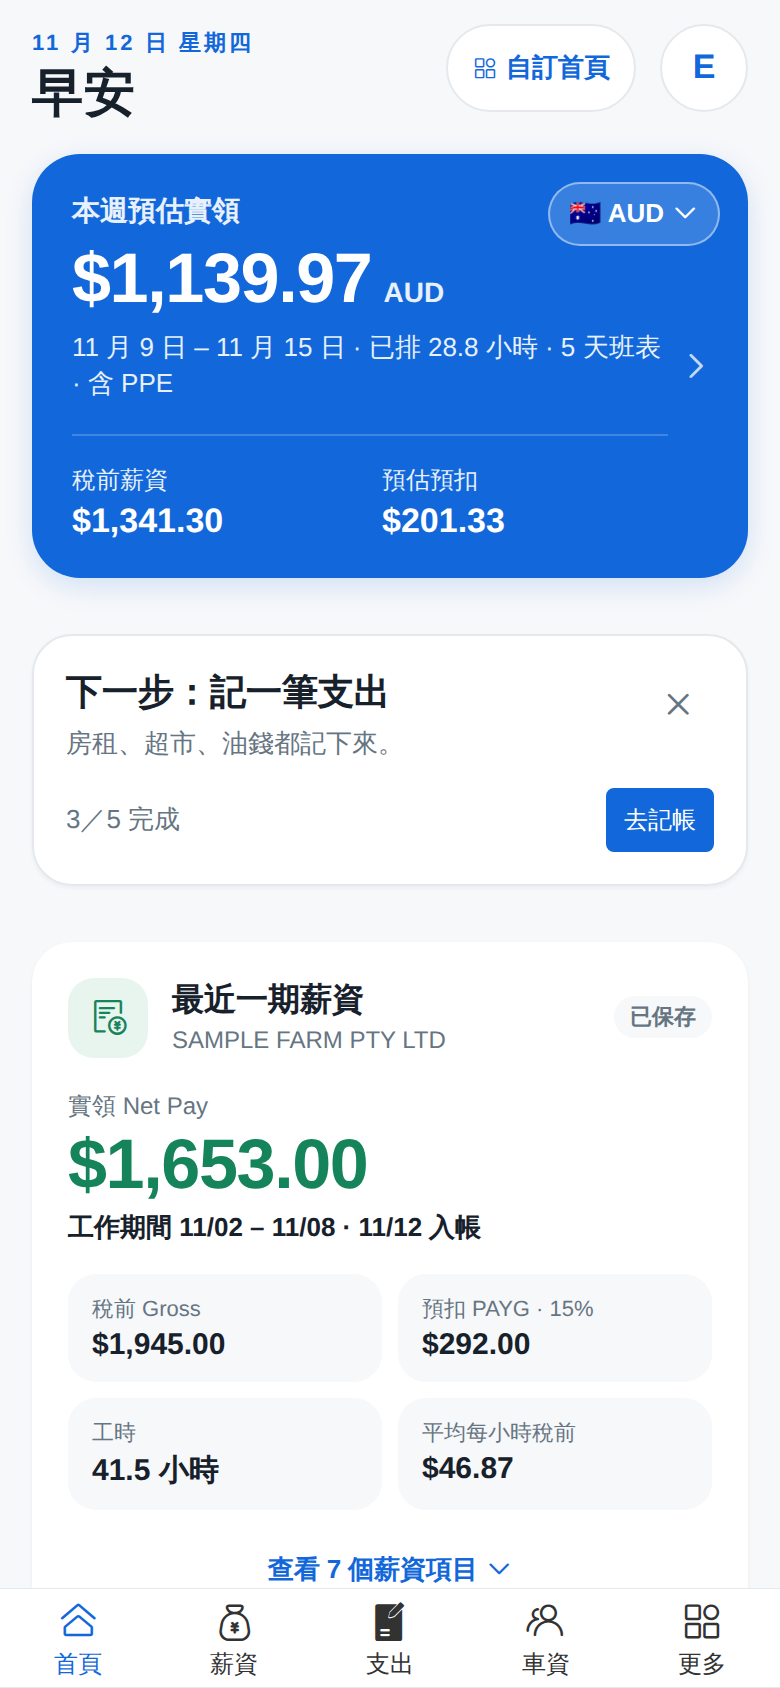 11 月 12 日 星期四
早安
自訂首頁
E
本週預估實領
🇦🇺 AUD
$1,139.97 AUD
11 月 9 日 – 11 月 15 日 · 已排 28.8 小時 · 5 天班表
· 含 PPE
稅前薪資
預估預扣
$1,341.30
$201.33
下一步：記一筆支出
房租、超市、油錢都記下來。
3／5 完成
去記帳
最近一期薪資
SAMPLE FARM PTY LTD
已保存
實領 Net Pay
$1,653.00
工作期間 11/02 – 11/08 · 11/12 入帳
稅前 Gross
$1,945.00
預扣 PAYG · 15%
$292.00
工時
41.5 小時
平均每小時稅前
$46.87
查看 7 個薪資項目
首頁
薪資
支出
車資
更多